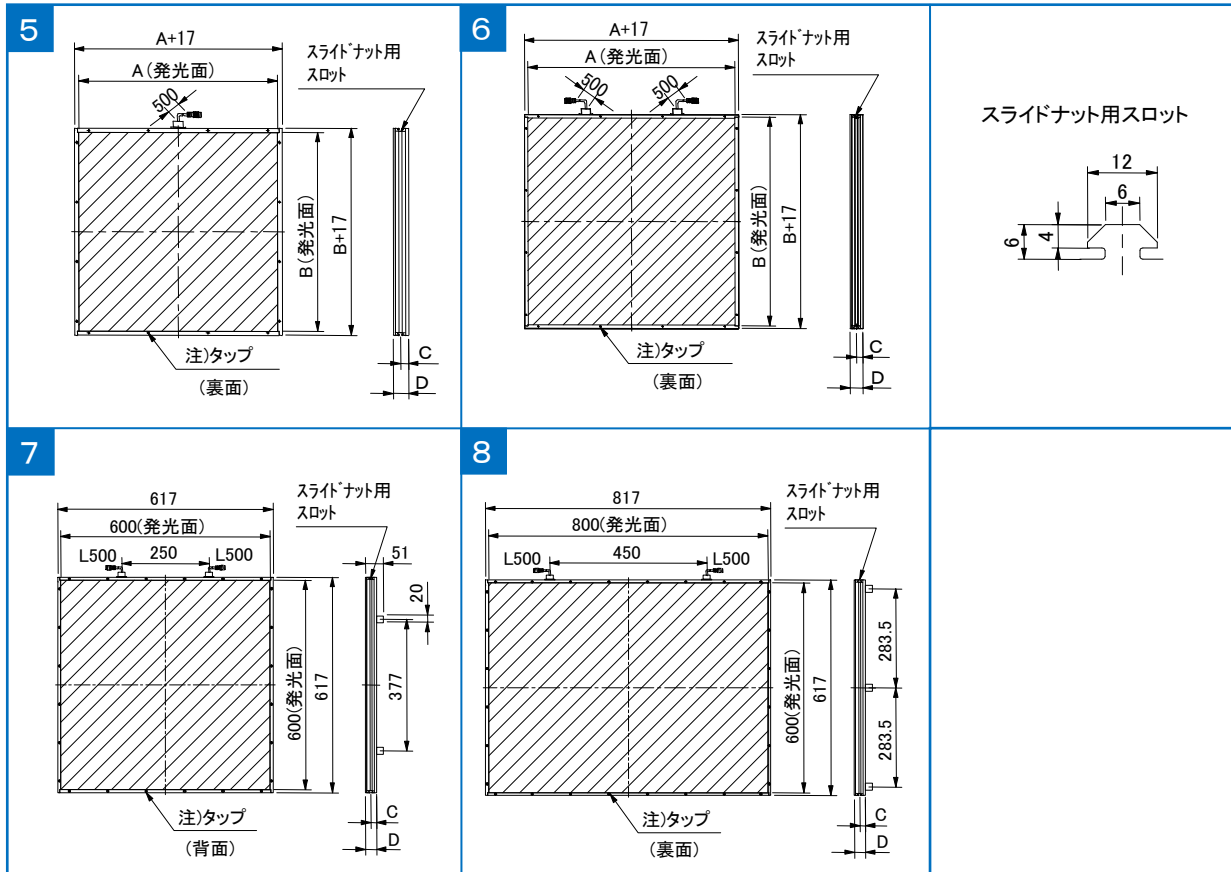 5
A+17
A(発光面)
500
スライドナット用
スロット
B(発光面)
B+17
注)タップ
(裏面)
C
D
6
A+17
A(発光面)
500
500
スライドナット用
スロット
B(発光面)
B+17
注)タップ
(裏面)
C
D
スライドナット用スロット
12
6
6
4
7
617
600(発光面)
L500
250
L500
スライドナット用
スロット
51
20
377
600(発光面)
617
注)タップ
(背面)
C
D
8
817
800(発光面)
L500
450
L500
スライドナット用
スロット
283.5
283.5
600(発光面)
617
注)タップ
(裏面)
C
D